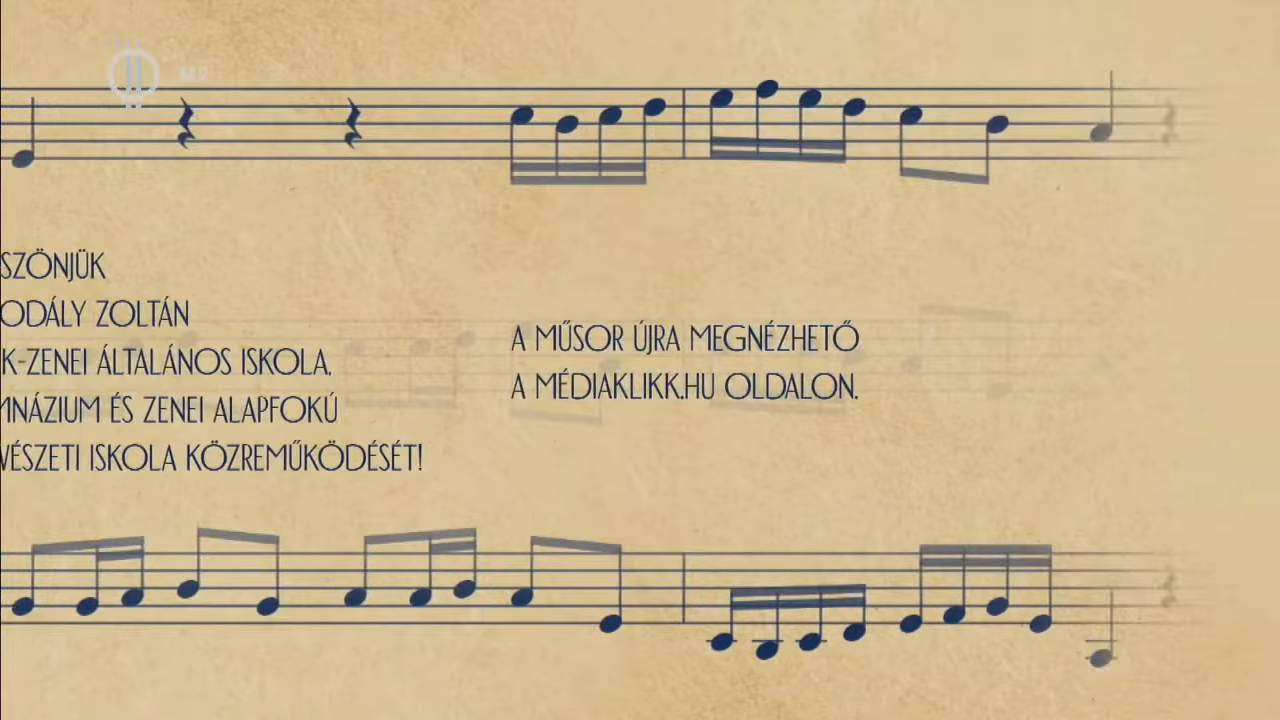 SZÖNJÜK
ODÁLY ZOLTÁN
K-ZENEI ÁLTALÁNOS ISKOLA,
MNÁZIUM ÉS ZENEI ALAPFOKÚ
VÉSZETI ISKOLA KÖZREMŰKÖDÉSÉT!
A MŰSOR ÚJRA MEGNÉZHETŐ
A MÉDIAKLIKK.HU OLDALON.
M2